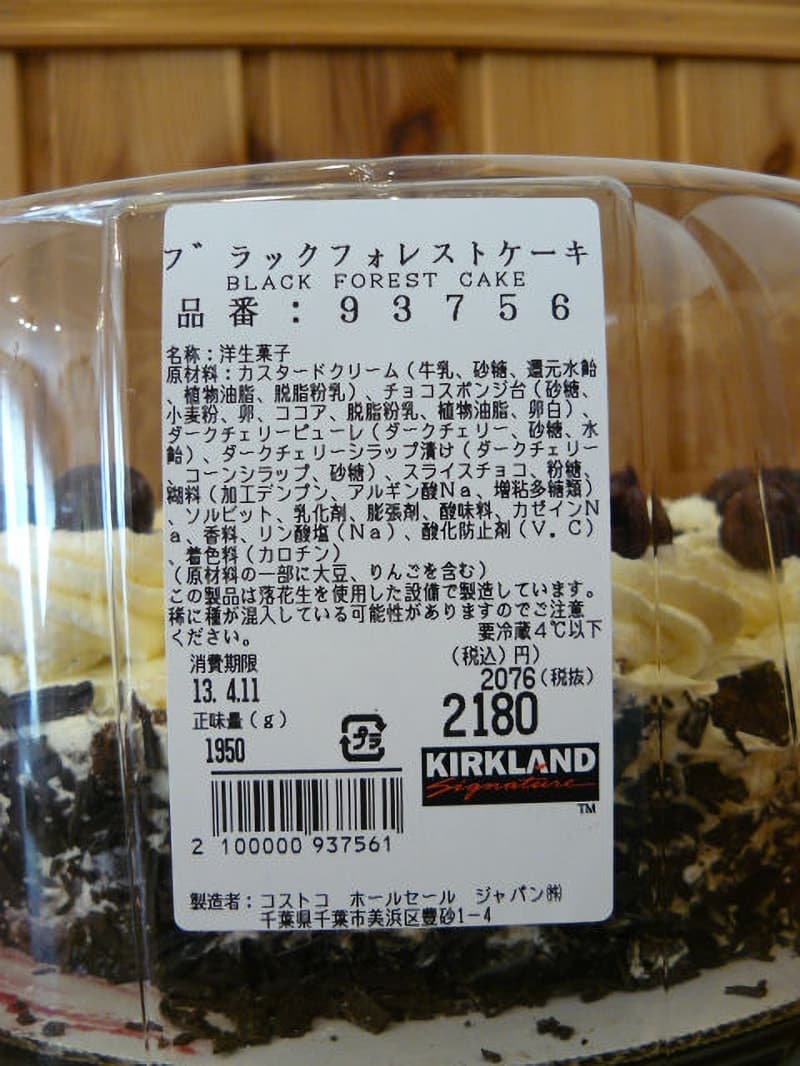 ブラックフォレストケーキ
BLACK FOREST CAKE
品番：93756
名称：洋生菓子
原材料：カスタードクリーム（牛乳、砂糖、還元水飴
、植物油脂、脱脂粉乳）、チョコスポンジ台（砂糖、
小麦粉、卵、ココア、脱脂粉乳、植物油脂、卵白）、
ダークチェリーピューレ（ダークチェリー、砂糖、水
飴）、ダークチェリーシラップ漬け（ダークチェリー
、コーンシラップ、砂糖）、スライスチョコ、粉糖、
糊料（加工デンプン、アルギン酸Ｎａ、増粘多糖類）
、ソルビット、乳化剤、膨張剤、酸味料、カゼインＮ
ａ、香料、リン酸塩（Ｎａ）、酸化防止剤（Ｖ．Ｃ）
、着色料（カロチン）
（原材料の一部に大豆、りんごを含む）
この製品は落花生を使用した設備で製造しています。
稀に種が混入している可能性がありますのでご注意
ください。 要冷蔵４℃以下
消費期限 （税込）円）
13. 4.11 2076（税抜）
正味量（ｇ） 2180
1950 プラ
KIRKLAND
Signature
TM
2 100000 937561
製造者：コストコ ホールセール ジャパン㈱
千葉県千葉市美浜区豊砂1-4